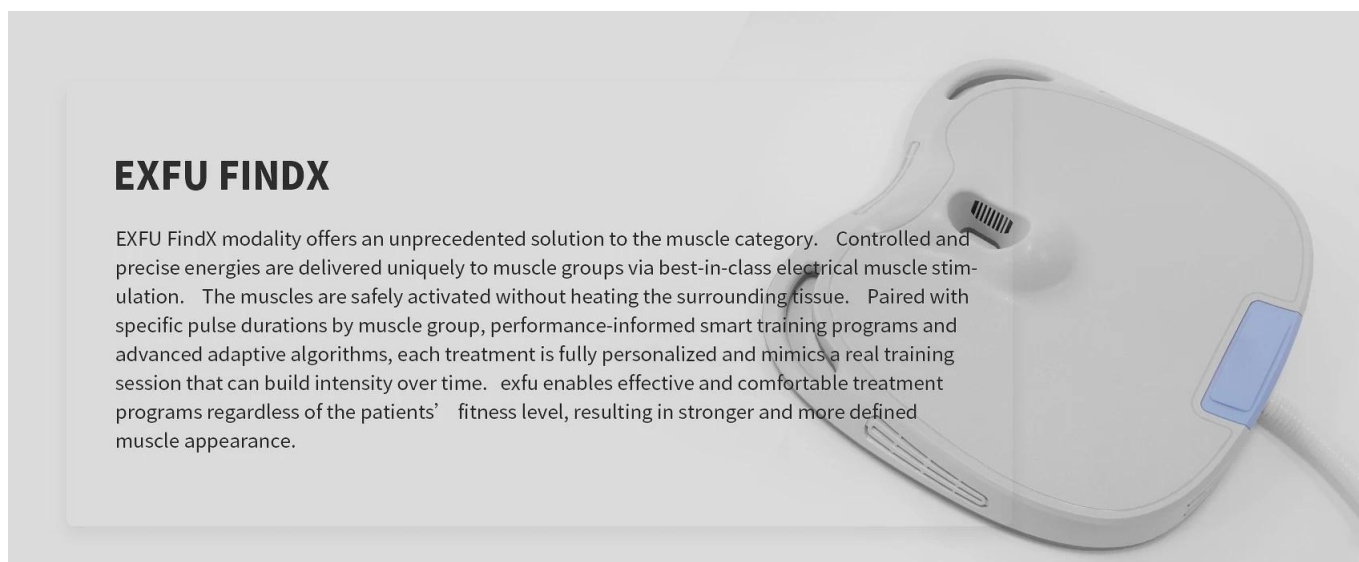 EXFU FINDX
EXFU FindX modality offers an unprecedented solution to the muscle category. Controlled and
precise energies are delivered uniquely to muscle groups via best-in-class electrical muscle stim-
ulation. The muscles are safely activated without heating the surrounding tissue. Paired with
specific pulse durations by muscle group, performance-informed smart training programs and
advanced adaptive algorithms, each treatment is fully personalized and mimics a real training
session that can build intensity over time. exfu enables effective and comfortable treatment
programs regardless of the patients’ fitness level, resulting in stronger and more defined
muscle appearance.